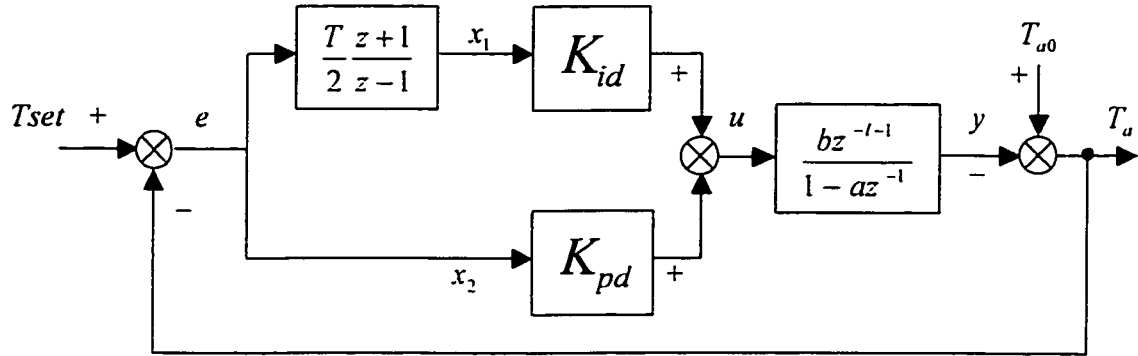 T/2 z+1/z−1
x₁
K_id
+
T_a0
+
Tset +
e
u
bz^−l−1/1−az^−1
y
T_a
−
−
x₂
K_pd
+